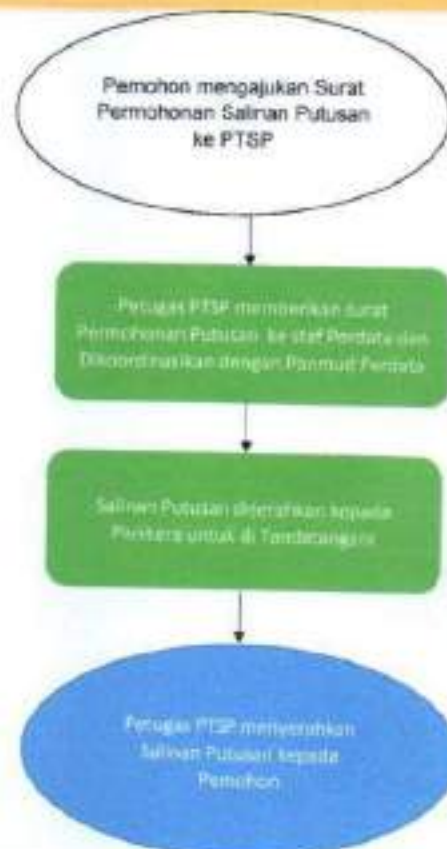 Pemohon mengajukan Surat
Permohonan Salinan Putusan
ke PTSP
Petugas PTSP memberikan surat
Permohonan Putusan ke staf Perdata dan
Dikoordinasikan dengan Panmud Perdata
Salinan Putusan diserahkan kepada
Panitera untuk di Tandatangani
Petugas PTSP menyerahkan
Salinan Putusan kepada
Pemohon